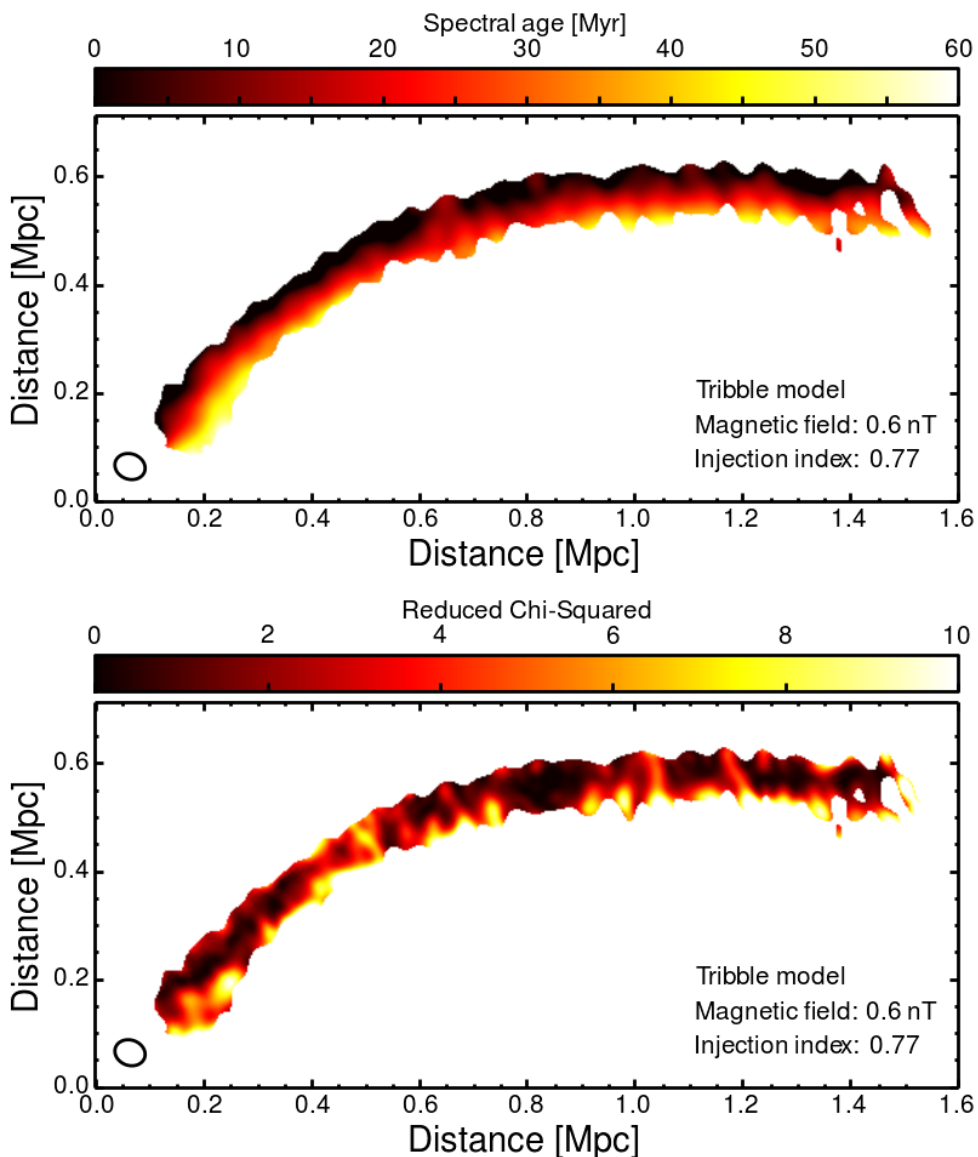 Spectral age [Myr]
0 10 20 30 40 50 60
Distance [Mpc]
0.6
0.4
0.2
0.0
Tribble model
Magnetic field: 0.6 nT
Injection index: 0.77
0.0 0.2 0.4 0.6 0.8 1.0 1.2 1.4 1.6
Distance [Mpc]
Reduced Chi-Squared
0 2 4 6 8 10
Distance [Mpc]
0.6
0.4
0.2
0.0
Tribble model
Magnetic field: 0.6 nT
Injection index: 0.77
0.0 0.2 0.4 0.6 0.8 1.0 1.2 1.4 1.6
Distance [Mpc]